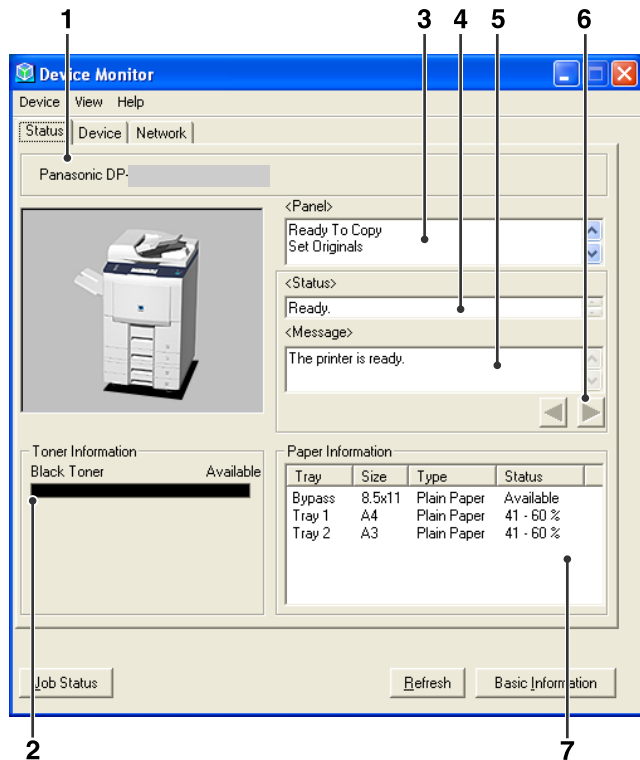 1
3 4 5 6
Device Monitor
Device View Help
Status Device Network
Panasonic DP-
<Panel>
Ready To Copy
Set Originals
<Status>
Ready.
<Message>
The printer is ready.
Toner Information
Black Toner Available
Paper Information
Tray Size Type Status
Bypass 8.5x11 Plain Paper Available
Tray 1 A4 Plain Paper 41 - 60 %
Tray 2 A3 Plain Paper 41 - 60 %
Job Status Refresh Basic Information
2 7